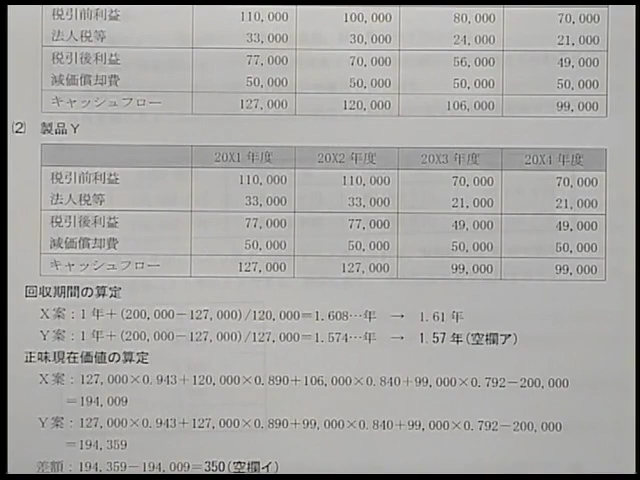 税引前利益 110,000 100,000 80,000 70,000
法人税等 33,000 30,000 24,000 21,000
税引後利益 77,000 70,000 56,000 49,000
減価償却費 50,000 50,000 50,000 50,000
キャッシュフロー 127,000 120,000 106,000 99,000
(2) 製品Y
20X1年度 20X2年度 20X3年度 20X4年度
税引前利益 110,000 110,000 70,000 70,000
法人税等 33,000 33,000 21,000 21,000
税引後利益 77,000 77,000 49,000 49,000
減価償却費 50,000 50,000 50,000 50,000
キャッシュフロー 127,000 127,000 99,000 99,000
回収期間の算定
X案：1年＋(200,000－127,000)/120,000＝1.608…年 → 1.61年
Y案：1年＋(200,000－127,000)/127,000＝1.574…年 → 1.57年(空欄ア)
正味現在価値の算定
X案：127,000×0.943＋120,000×0.890＋106,000×0.840＋99,000×0.792－200,000
＝194,009
Y案：127,000×0.943＋127,000×0.890＋99,000×0.840＋99,000×0.792－200,000
＝194,359
差額：194,359－194,009＝350(空欄イ)